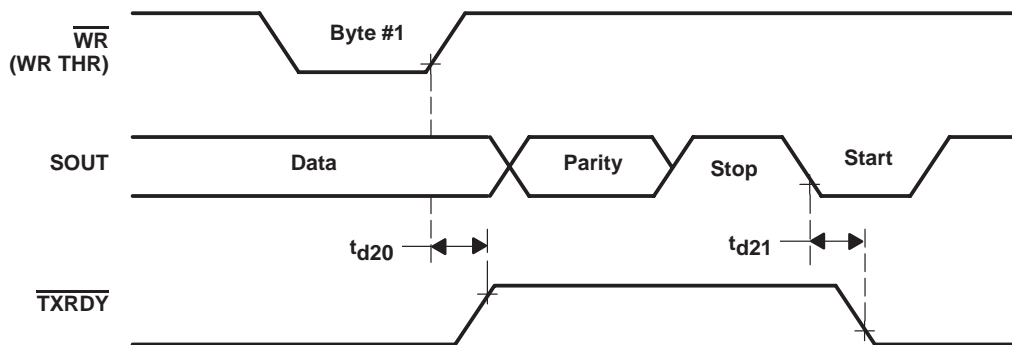 WR
(WR THR)
Byte #1
SOUT
Data
Parity
Stop
Start
td20
td21
TXRDY